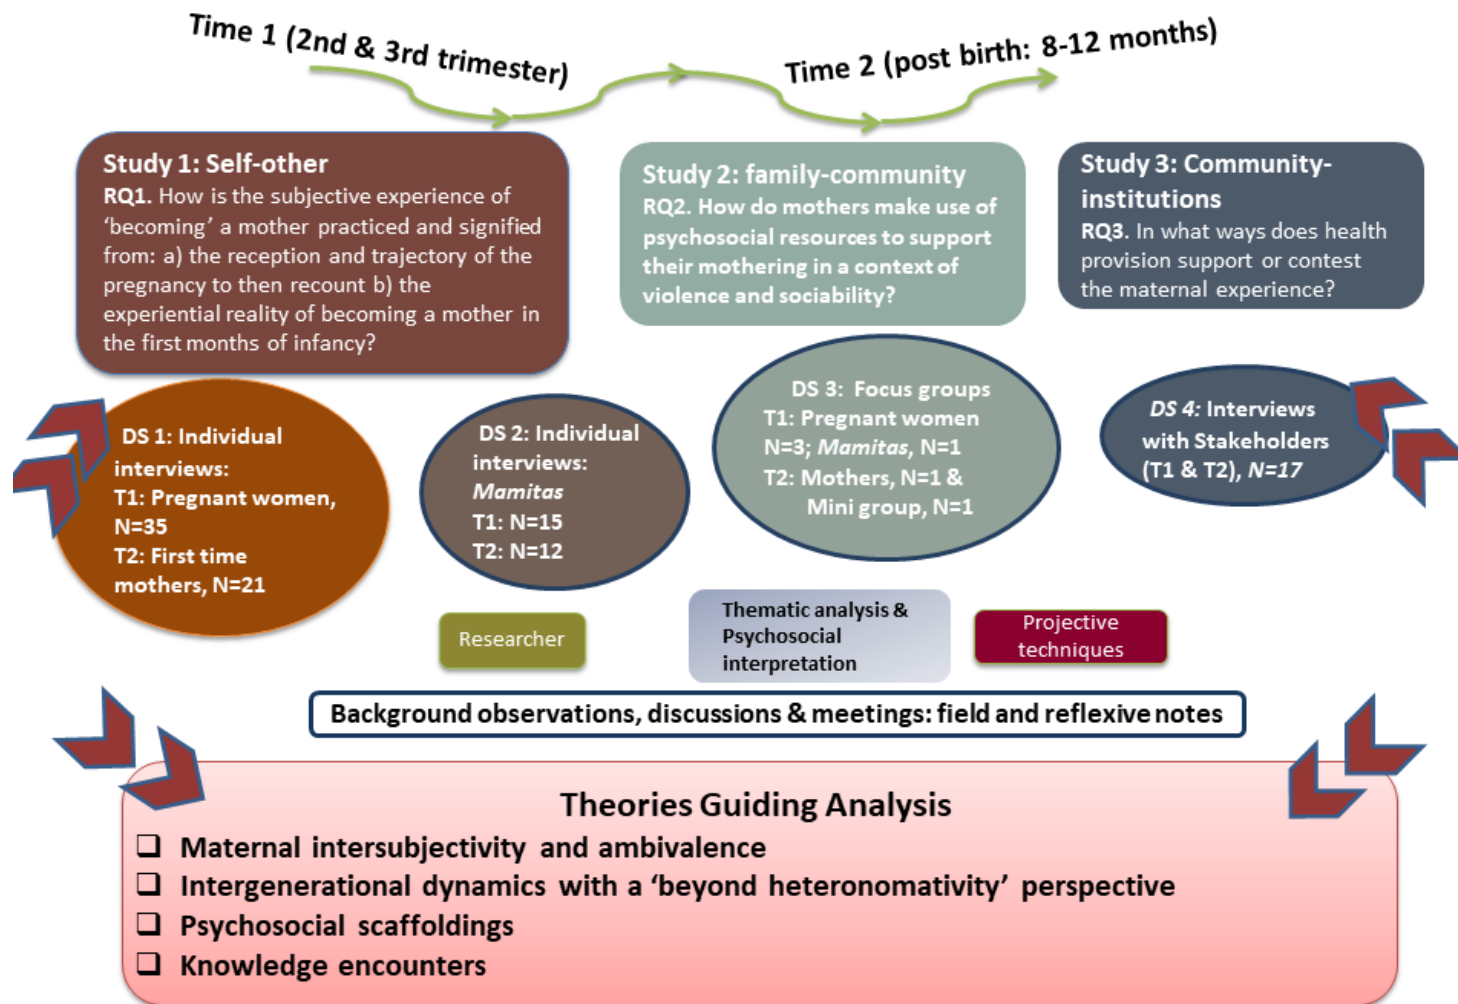 Time 1 (2nd & 3rd trimester)
Time 2 (post birth: 8-12 months)
Study 1: Self-other
RQ1. How is the subjective experience of
‘becoming’ a mother practiced and signified
from: a) the reception and trajectory of the
pregnancy to then recount b) the
experiential reality of becoming a mother in
the first months of infancy?
Study 2: family-community
RQ2. How do mothers make use of
psychosocial resources to support
their mothering in a context of
violence and sociability?
Study 3: Community-
institutions
RQ3. In what ways does health
provision support or contest
the maternal experience?
DS 1: Individual
interviews:
T1: Pregnant women,
N=35
T2: First time
mothers, N=21
DS 2: Individual
interviews:
Mamitas
T1: N=15
T2: N=12
DS 3: Focus groups
T1: Pregnant women
N=3; Mamitas, N=1
T2: Mothers, N=1 &
Mini group, N=1
DS 4: Interviews
with Stakeholders
(T1 & T2), N=17
Researcher
Thematic analysis &
Psychosocial
interpretation
Projective
techniques
Background observations, discussions & meetings: field and reflexive notes
Theories Guiding Analysis
❑ Maternal intersubjectivity and ambivalence
❑ Intergenerational dynamics with a ‘beyond heteronomativity’ perspective
❑ Psychosocial scaffoldings
❑ Knowledge encounters